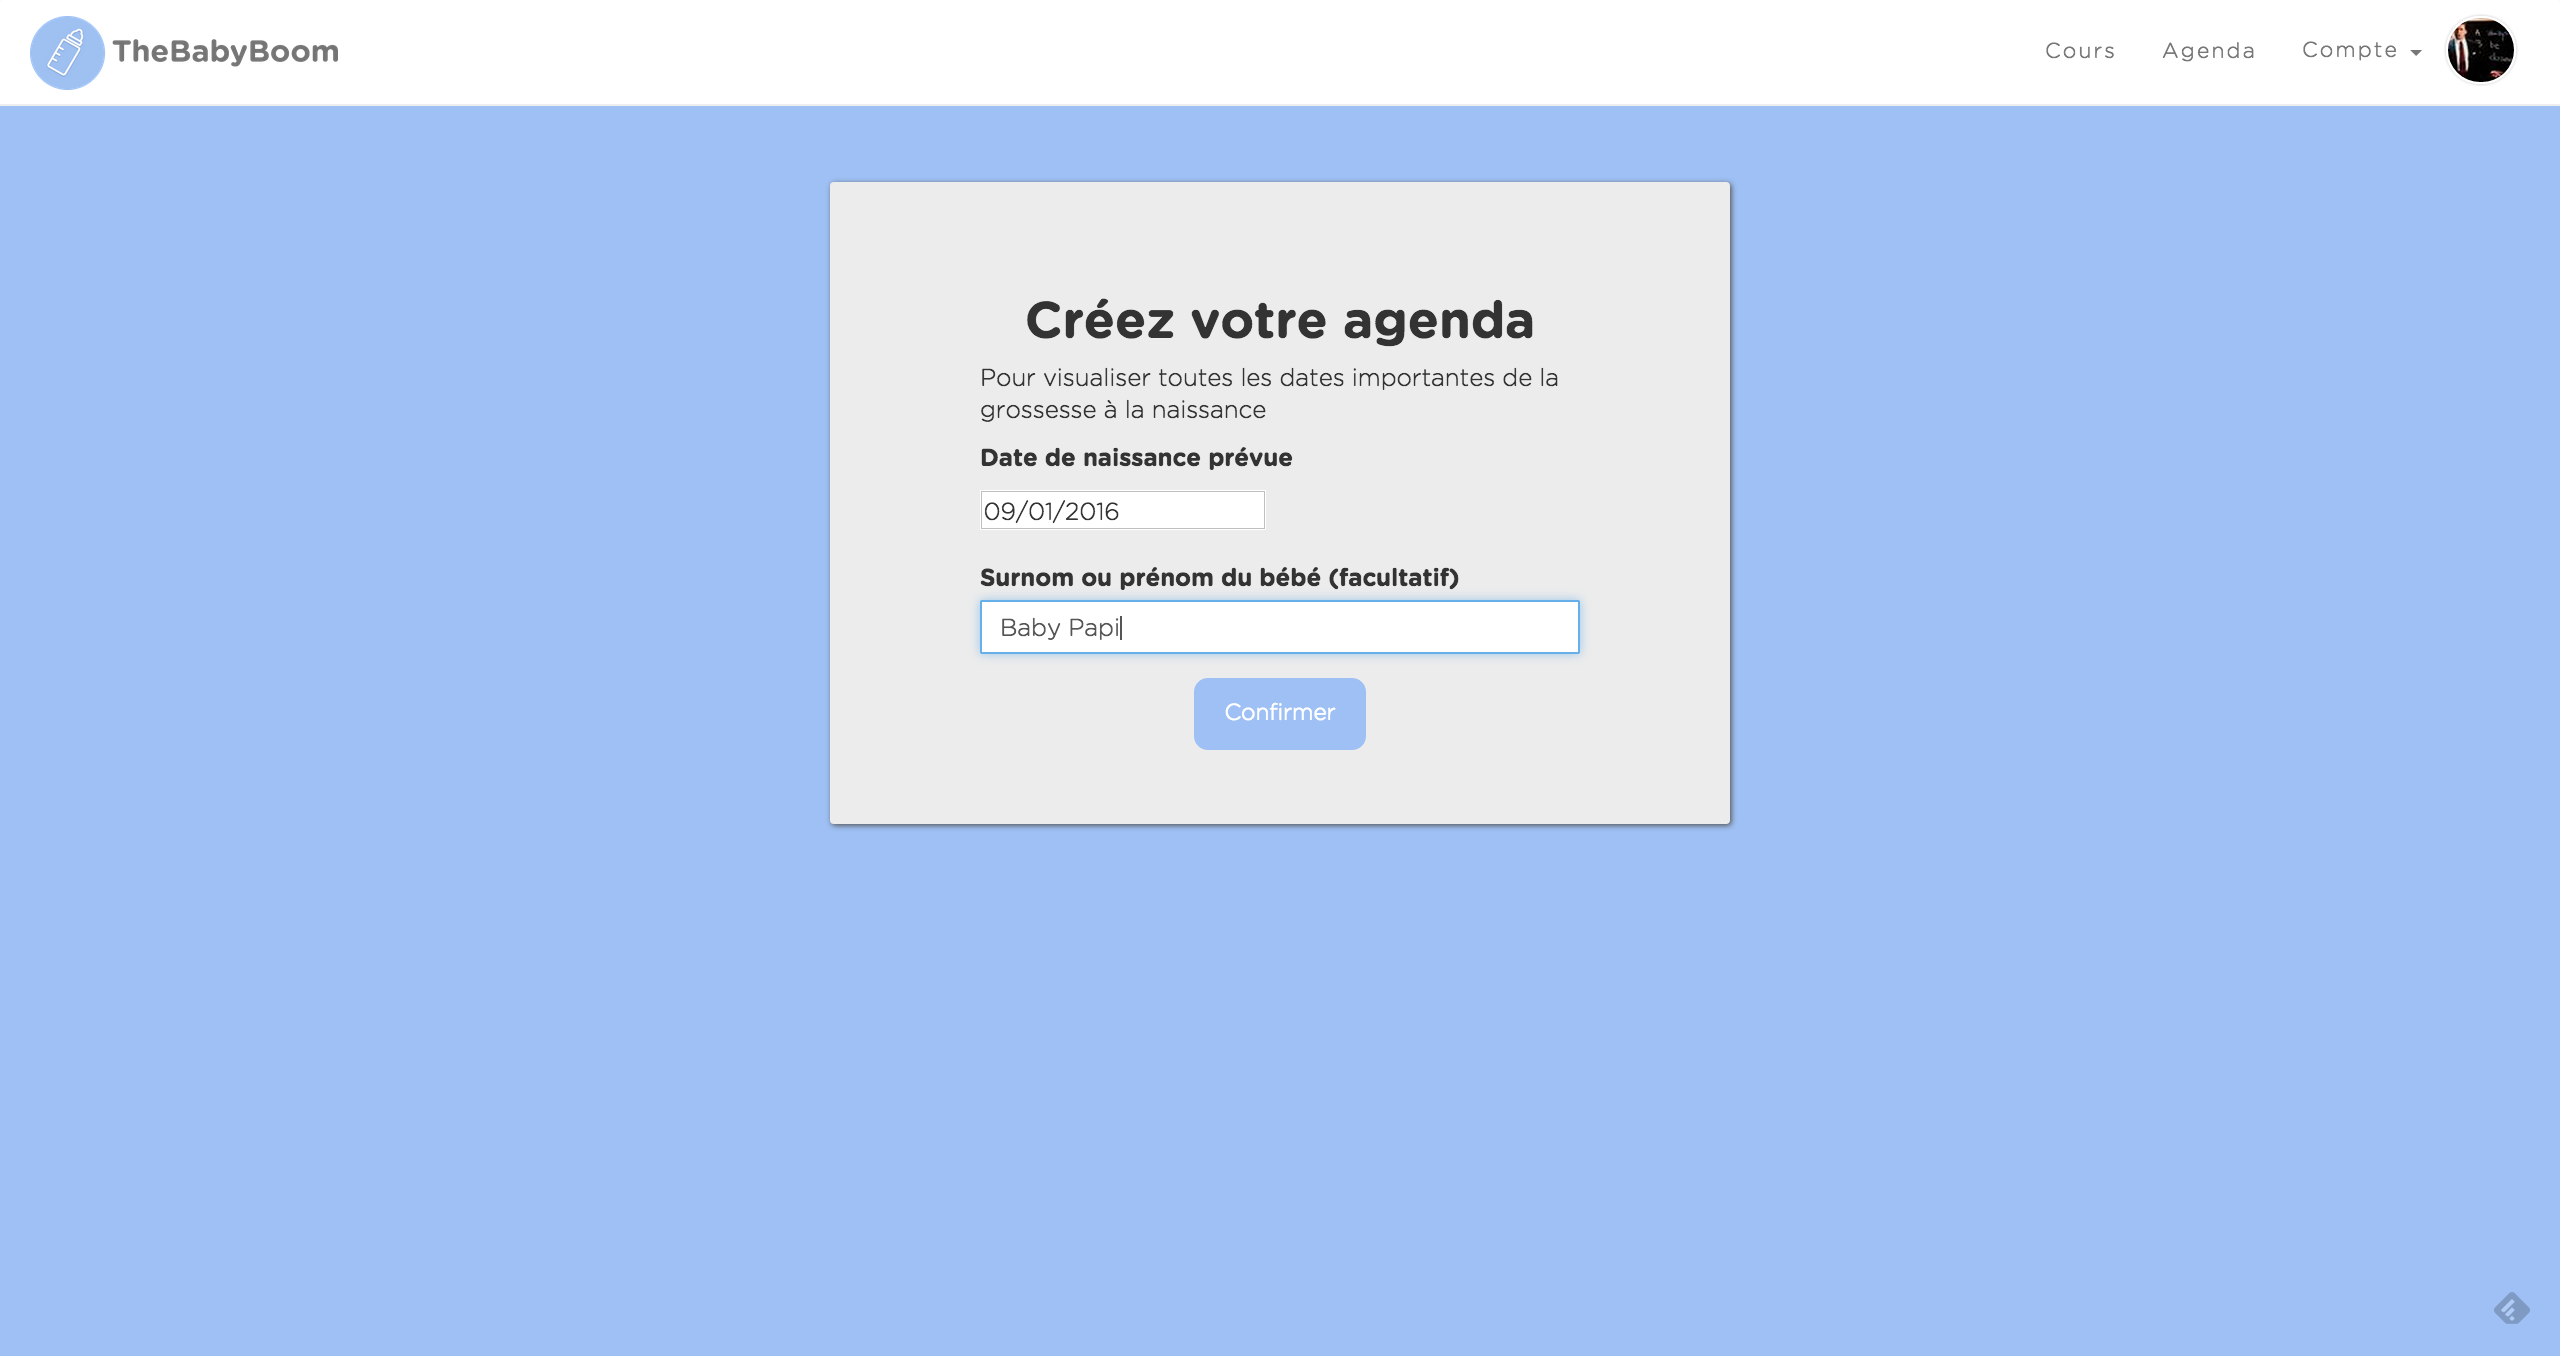 TheBabyBoom
Cours
Agenda
Compte
Créez votre agenda
Pour visualiser toutes les dates importantes de la
grossesse à la naissance
Date de naissance prévue
09/01/2016
Surnom ou prénom du bébé (facultatif)
Baby Papi
Confirmer